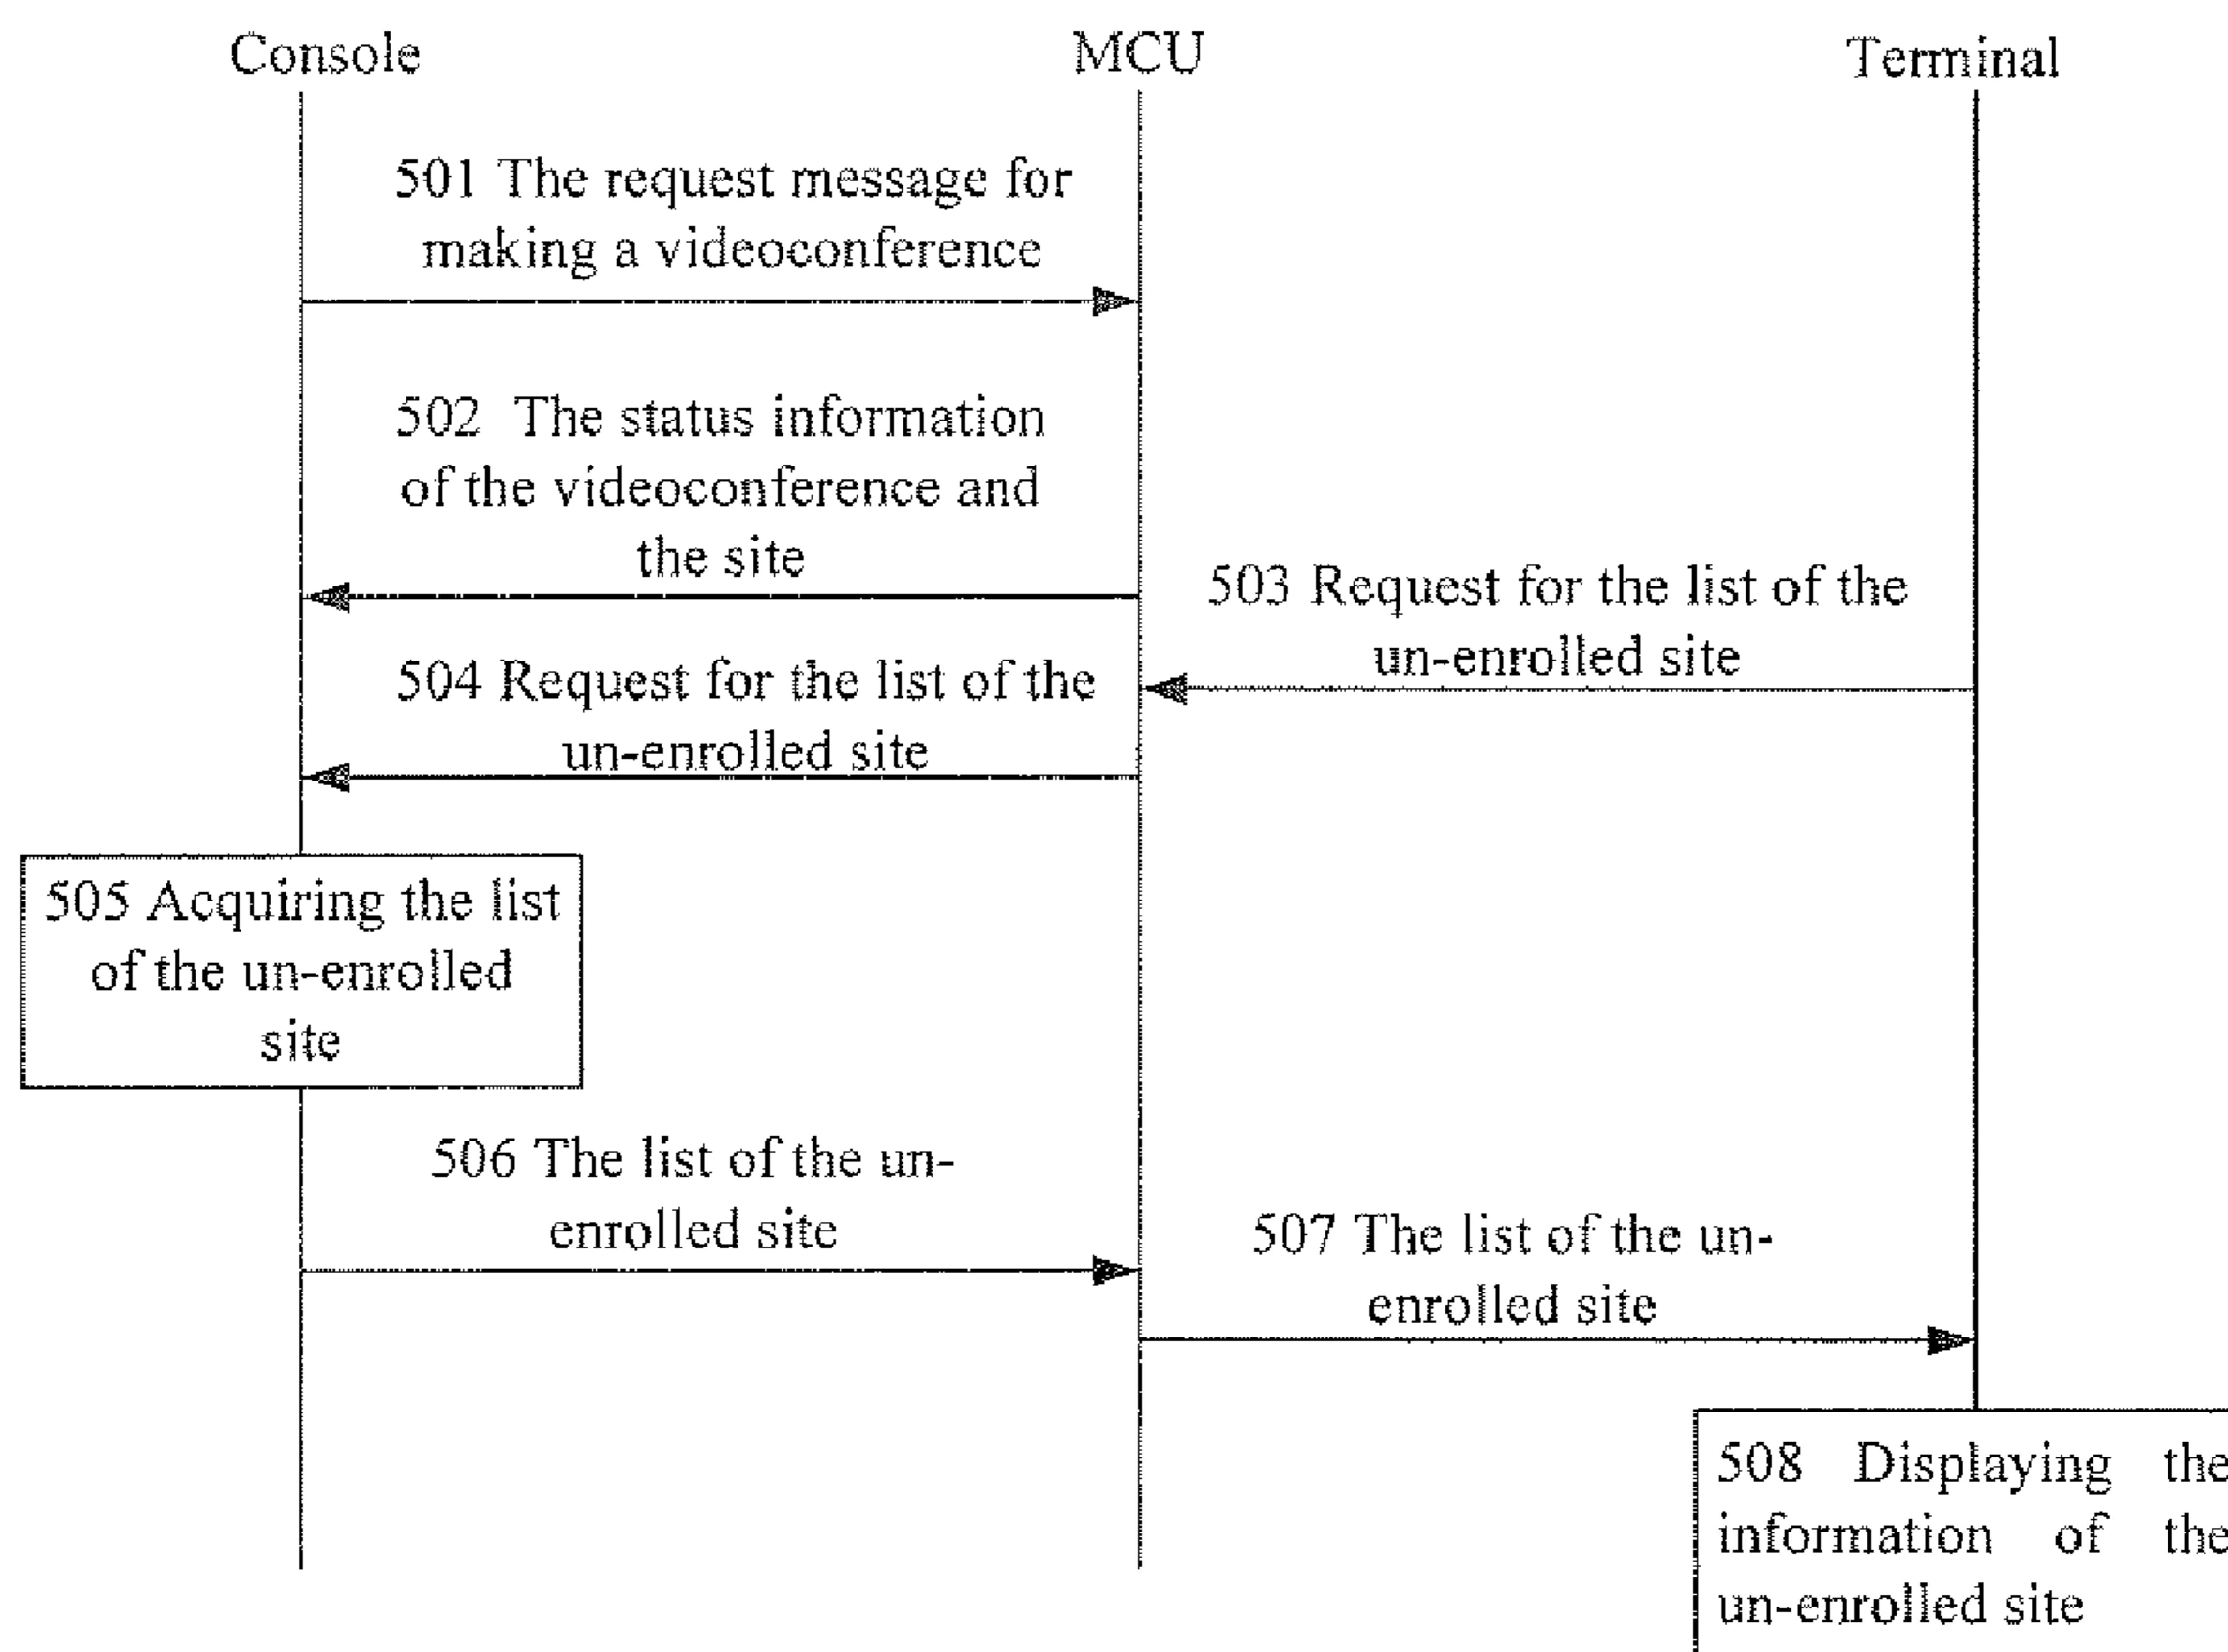 Console
MCU
Terminal
501 The request message for
making a videoconference
502 The status information
of the videoconference and
the site
503 Request for the list of the
un-enrolled site
504 Request for the list of the
un-enrolled site
505 Acquiring the list
of the un-enrolled
site
506 The list of the un-
enrolled site
507 The list of the un-
enrolled site
508 Displaying the
information of the
un-enrolled site